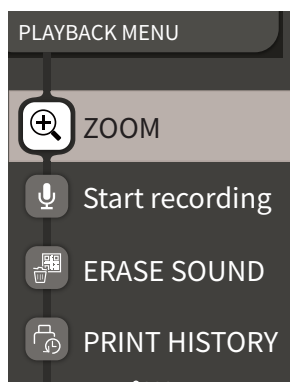 PLAYBACK MENU
ZOOM
Start recording
ERASE SOUND
PRINT HISTORY